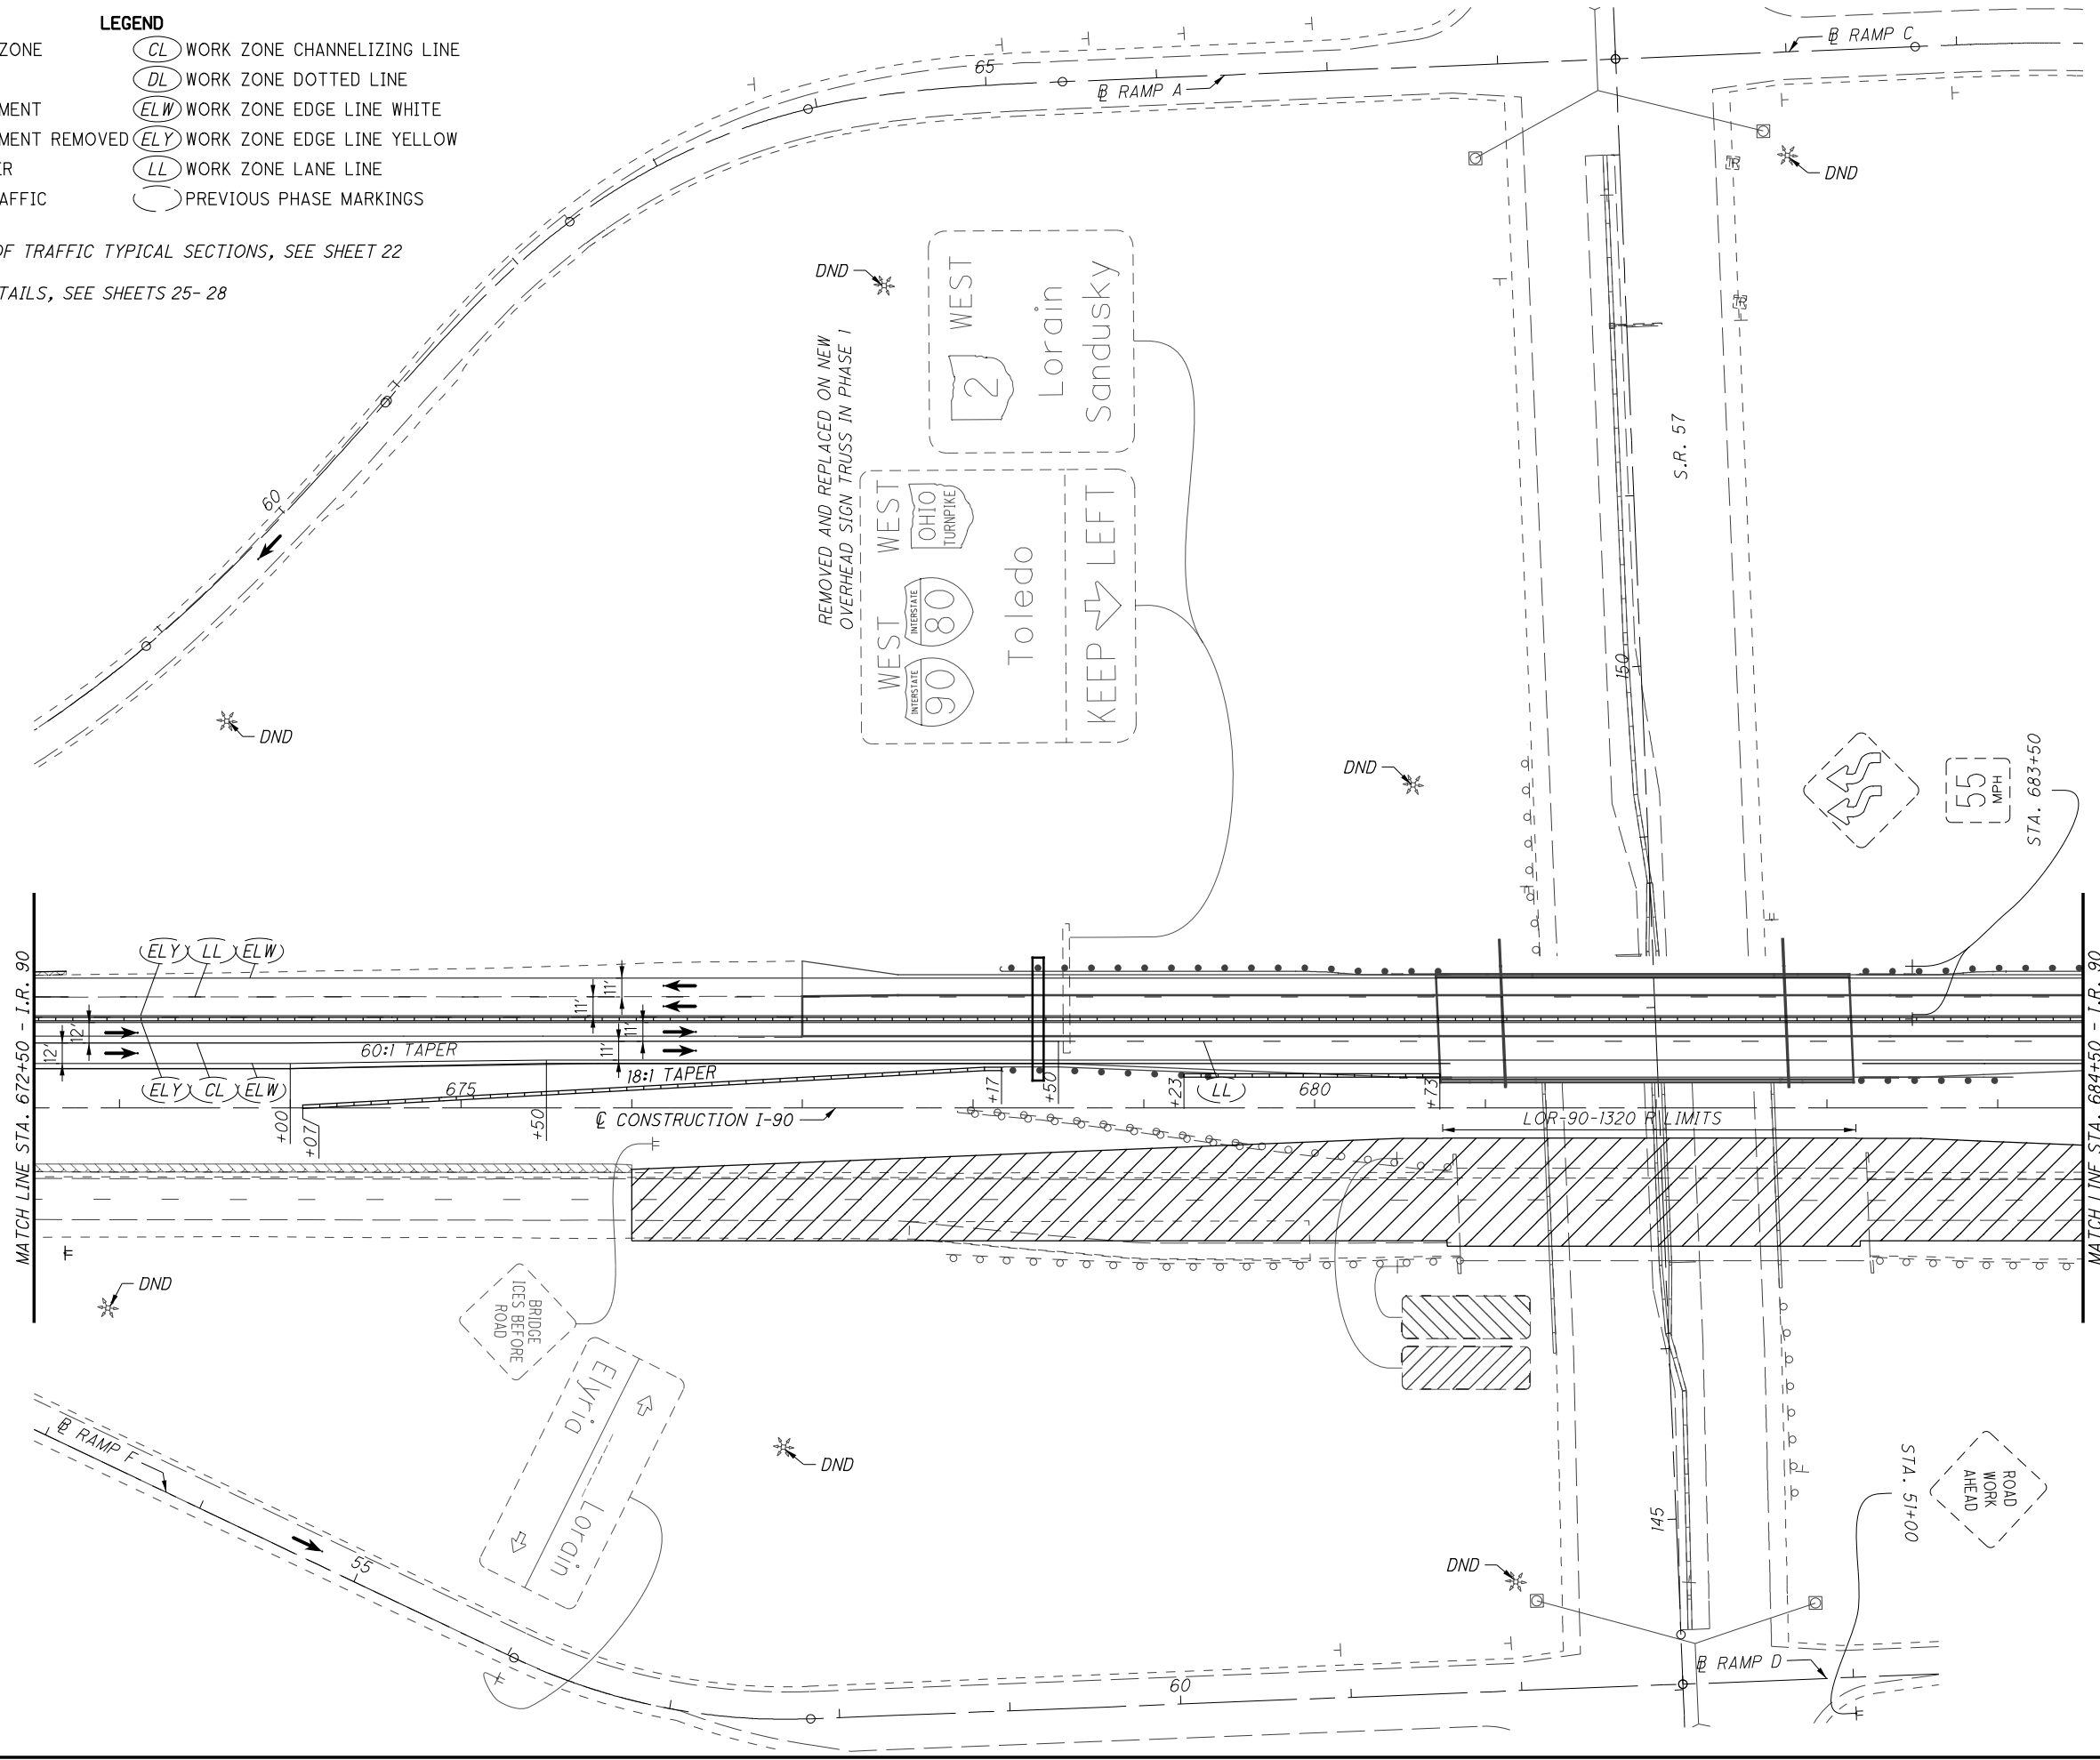 LEGEND
ZONE
CL WORK ZONE CHANNELIZING LINE
DL WORK ZONE DOTTED LINE
MENT
ELW WORK ZONE EDGE LINE WHITE
MENT REMOVED
ELY WORK ZONE EDGE LINE YELLOW
ER
LL WORK ZONE LANE LINE
AFFIC
PREVIOUS PHASE MARKINGS
OF TRAFFIC TYPICAL SECTIONS, SEE SHEET 22
TAILS, SEE SHEETS 25-28
65
℄ RAMP A
℄ RAMP C
DND
DND
TR
TR
REMOVED AND REPLACED ON NEW
OVERHEAD SIGN TRUSS IN PHASE 1
2 WEST
Lorain
Sandusky
WEST WEST
INTERSTATE 90
INTERSTATE 80
OHIO TURNPIKE
Toledo
KEEP LEFT
S.R. 57
60
150
DND
DND
55 MPH
STA. 683+50
MATCH LINE STA. 672+50 - I.R. 90
ELY LL ELW
11'
11'
12'
12'
11'
11'
60:1 TAPER
18:1 TAPER
ELY CL ELW
675
+00
+07
+50
+17
+50
+23
LL
680
+73
℄ CONSTRUCTION I-90
LOR-90-1320 R LIMITS
MATCH LINE STA. 684+50 - I.R. 90
DND
BRIDGE
ICES BEFORE
ROAD
Elyria
Lorain
℄ RAMP F
55
DND
145
STA. 51+00
ROAD
WORK
AHEAD
DND
60
℄ RAMP D